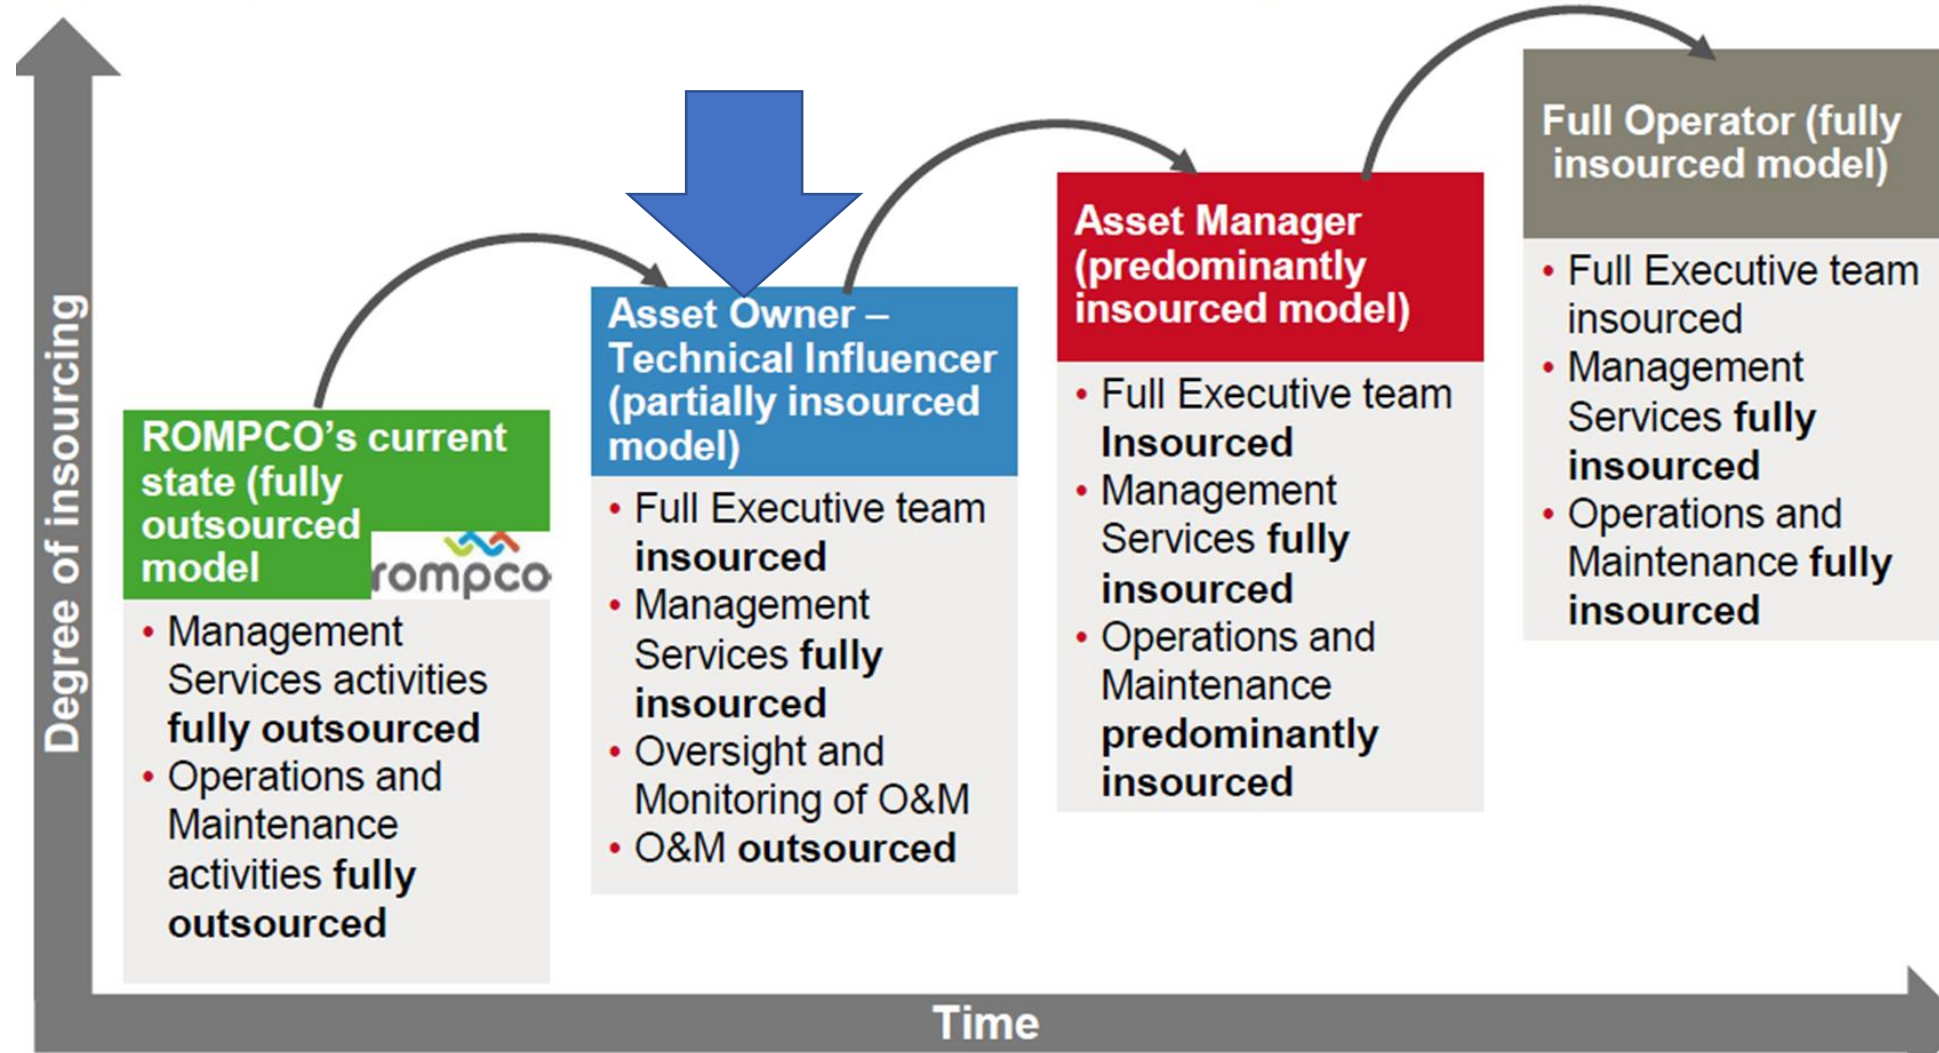 Degree of insourcing
ROMPCO’s current
state (fully
outsourced
model
rompco
• Management
Services activities
fully outsourced
• Operations and
Maintenance
activities fully
outsourced
Asset Owner –
Technical Influencer
(partially insourced
model)
• Full Executive team
insourced
• Management
Services fully
insourced
• Oversight and
Monitoring of O&M
• O&M outsourced
Asset Manager
(predominantly
insourced model)
• Full Executive team
Insourced
• Management
Services fully
insourced
• Operations and
Maintenance
predominantly
insourced
Full Operator (fully
insourced model)
• Full Executive team
insourced
• Management
Services fully
insourced
• Operations and
Maintenance fully
insourced
Time